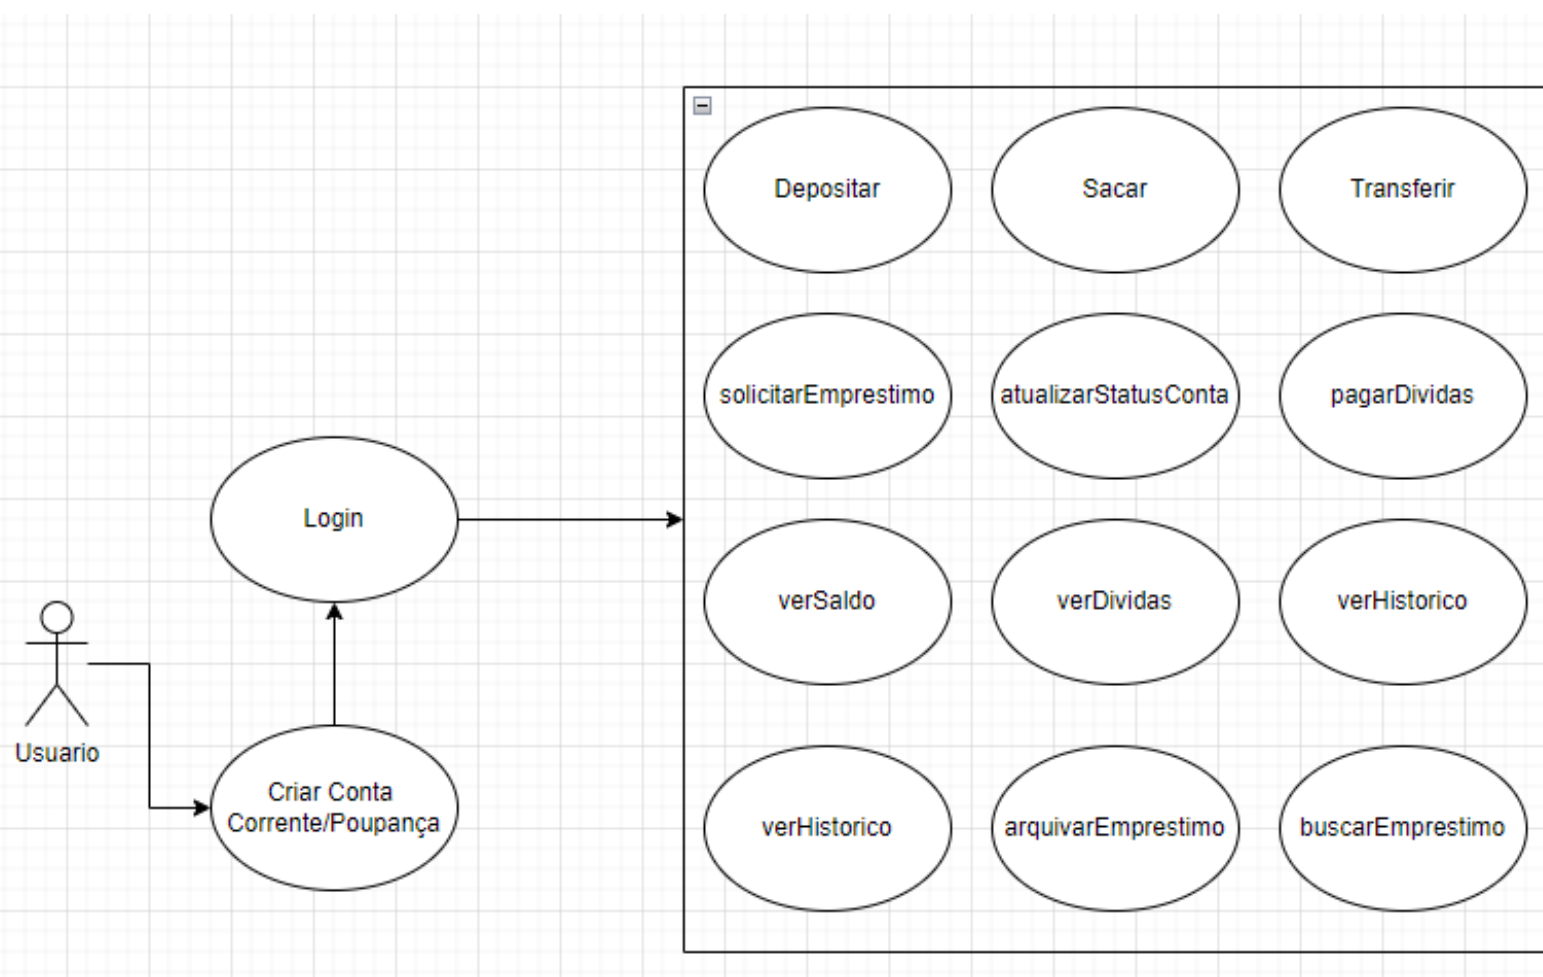 Depositar
Sacar
Transferir
solicitarEmprestimo
atualizarStatusConta
pagarDividas
Login
verSaldo
verDividas
verHistorico
Usuario
Criar Conta
Corrente/Poupança
verHistorico
arquivarEmprestimo
buscarEmprestimo